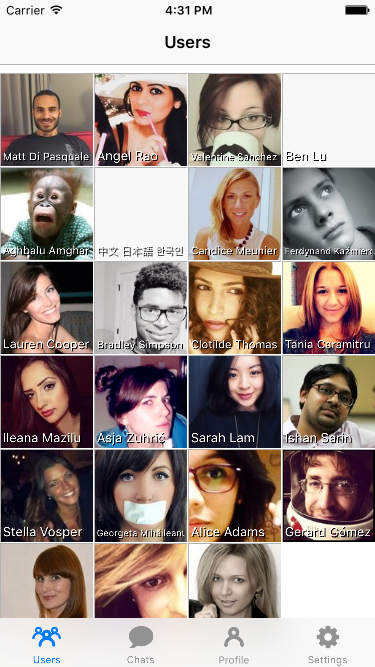 Carrier 4:31 PM
Users
Matt Di Pasquale
Angel Rao
Valentine Sanchez
Ben Lu
Aghbalu Amghar
中文 日本語 한국인
Candice Meunier
Ferdynand Kaźmierc
Lauren Cooper
Bradley Simpson
Clotilde Thomas
Tania Caramitru
Ileana Mazilu
Asja Zuhrić
Sarah Lam
Ishan Sarin
Stella Vosper
Georgeta Mihăileanu
Alice Adams
Gerard Gómez
Users
Chats
Profile
Settings